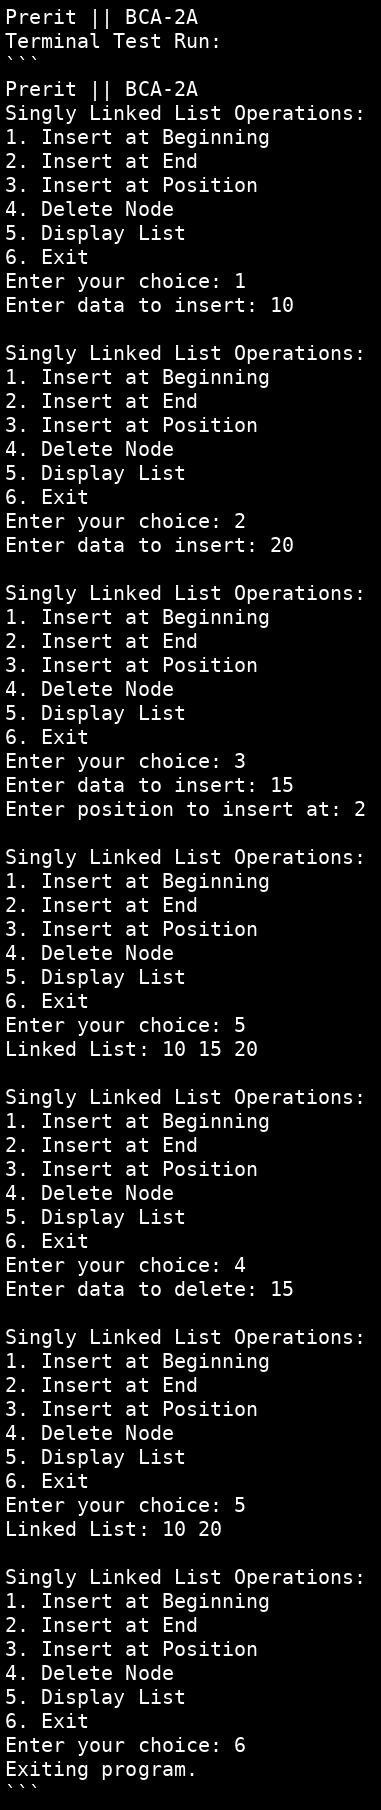 Prerit || BCA-2A
Terminal Test Run:
```
Prerit || BCA-2A
Singly Linked List Operations:
1. Insert at Beginning
2. Insert at End
3. Insert at Position
4. Delete Node
5. Display List
6. Exit
Enter your choice: 1
Enter data to insert: 10

Singly Linked List Operations:
1. Insert at Beginning
2. Insert at End
3. Insert at Position
4. Delete Node
5. Display List
6. Exit
Enter your choice: 2
Enter data to insert: 20

Singly Linked List Operations:
1. Insert at Beginning
2. Insert at End
3. Insert at Position
4. Delete Node
5. Display List
6. Exit
Enter your choice: 3
Enter data to insert: 15
Enter position to insert at: 2

Singly Linked List Operations:
1. Insert at Beginning
2. Insert at End
3. Insert at Position
4. Delete Node
5. Display List
6. Exit
Enter your choice: 5
Linked List: 10 15 20

Singly Linked List Operations:
1. Insert at Beginning
2. Insert at End
3. Insert at Position
4. Delete Node
5. Display List
6. Exit
Enter your choice: 4
Enter data to delete: 15

Singly Linked List Operations:
1. Insert at Beginning
2. Insert at End
3. Insert at Position
4. Delete Node
5. Display List
6. Exit
Enter your choice: 5
Linked List: 10 20

Singly Linked List Operations:
1. Insert at Beginning
2. Insert at End
3. Insert at Position
4. Delete Node
5. Display List
6. Exit
Enter your choice: 6
Exiting program.
```